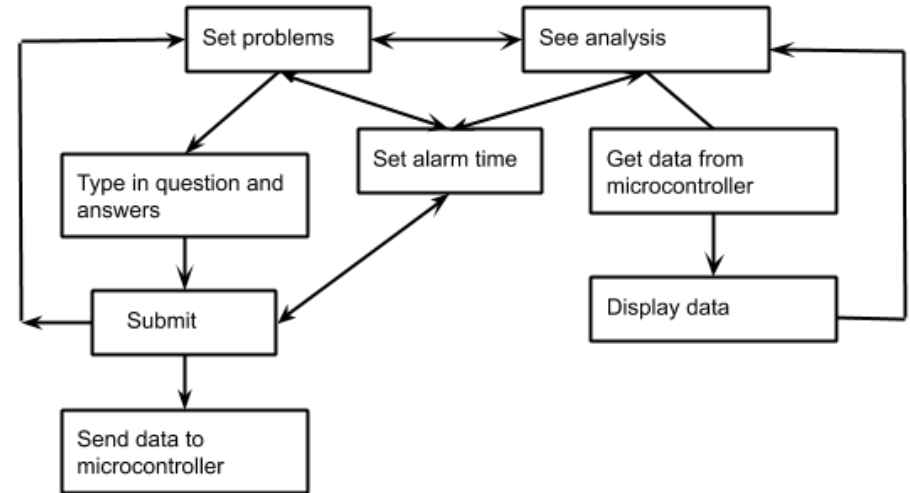 Set problems
See analysis
Set alarm time
Type in question and
answers
Get data from
microcontroller
Submit
Display data
Send data to
microcontroller